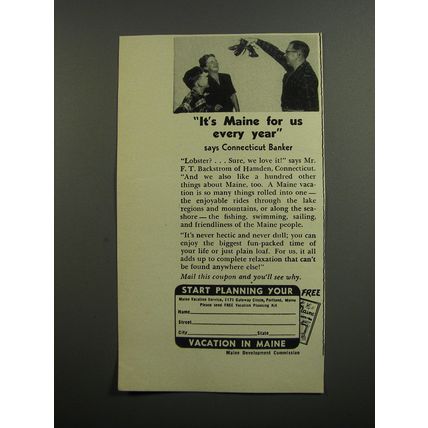 "It's Maine for us
every year"
says Connecticut Banker
"Lobster? . . . Sure, we love it!" says Mr.
F. T. Backstrom of Hamden, Connecticut.
"And we also like a hundred other
things about Maine, too. A Maine vaca-
tion is so many things rolled into one —
the enjoyable rides through the lake
regions and mountains, or along the sea-
shore — the fishing, swimming, sailing,
and friendliness of the Maine people.
"It's never hectic and never dull; you can
enjoy the biggest fun-packed time of
your life or just plain loaf. For us, it all
adds up to complete relaxation that can't
be found anywhere else!"
Mail this coupon and you'll see why.
START PLANNING YOUR
FREE
Maine Vacation Service, 1171 Gateway Circle, Portland, Maine
Please send FREE Vacation Planning Kit
Name
Street
City State
Maine
VACATION IN MAINE
Maine Development Commission